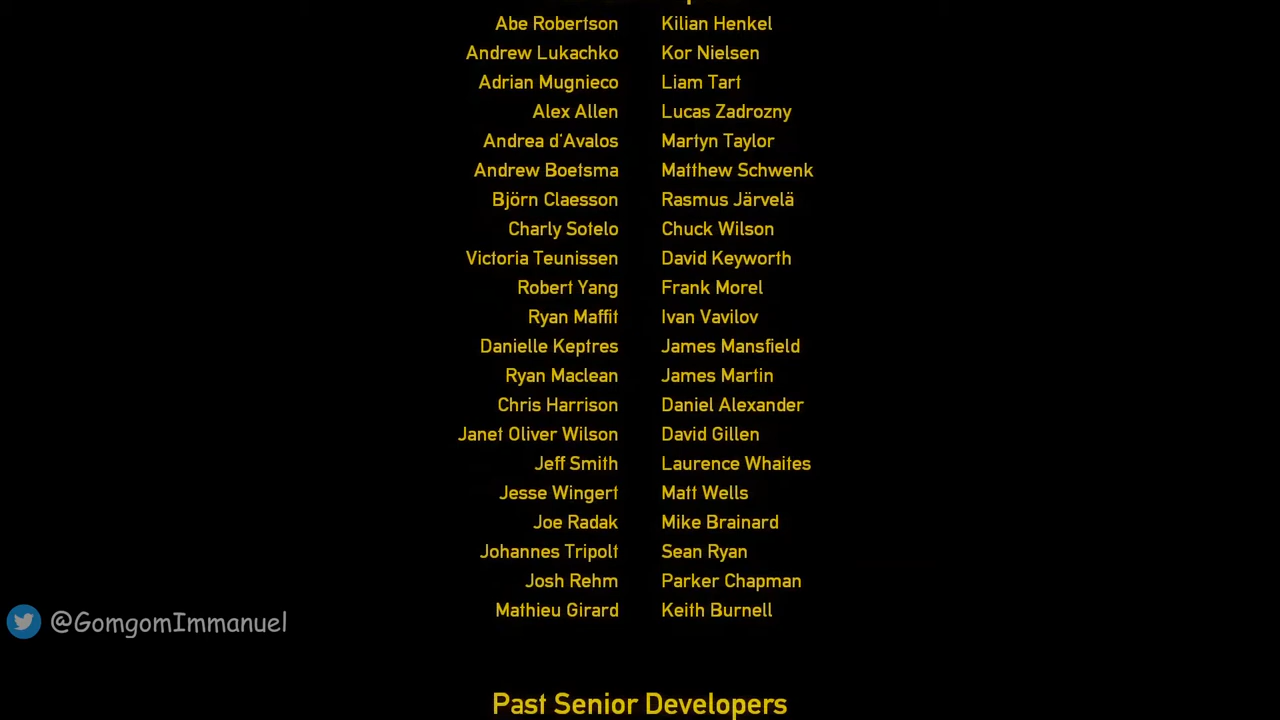 Abe Robertson Kilian Henkel
Andrew Lukachko Kor Nielsen
Adrian Mugnieco Liam Tart
Alex Allen Lucas Zadrozny
Andrea d'Avalos Martyn Taylor
Andrew Boetsma Matthew Schwenk
Björn Claesson Rasmus Järvelä
Charly Sotelo Chuck Wilson
Victoria Teunissen David Keyworth
Robert Yang Frank Morel
Ryan Maffit Ivan Vavilov
Danielle Keptres James Mansfield
Ryan Maclean James Martin
Chris Harrison Daniel Alexander
Janet Oliver Wilson David Gillen
Jeff Smith Laurence Whaites
Jesse Wingert Matt Wells
Joe Radak Mike Brainard
Johannes Tripolt Sean Ryan
Josh Rehm Parker Chapman
Mathieu Girard Keith Burnell
@GomgomImmanuel
Past Senior Developers